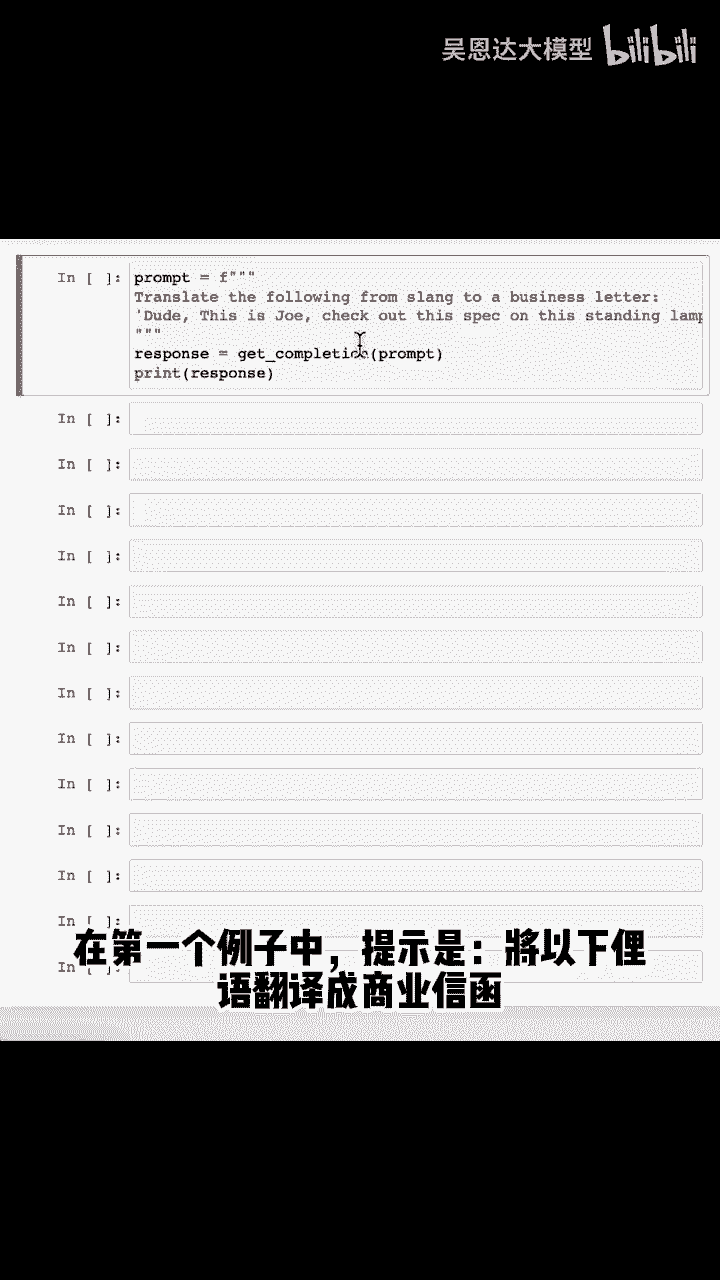 吴恩达大模型 bilibili
In [ ]: prompt = f"""
Translate the following from slang to a business letter:
'Dude, This is Joe, check out this spec on this standing lamp
"""
response = get_completion(prompt)
print(response)
In [ ]:
In [ ]:
In [ ]:
In [ ]:
In [ ]:
In [ ]:
In [ ]:
In [ ]:
In [ ]:
In [ ]:
In [ ]:
In [ ]:
In [ ]:
在第一个例子中，提示是：將以下俚
语翻译成商业信函